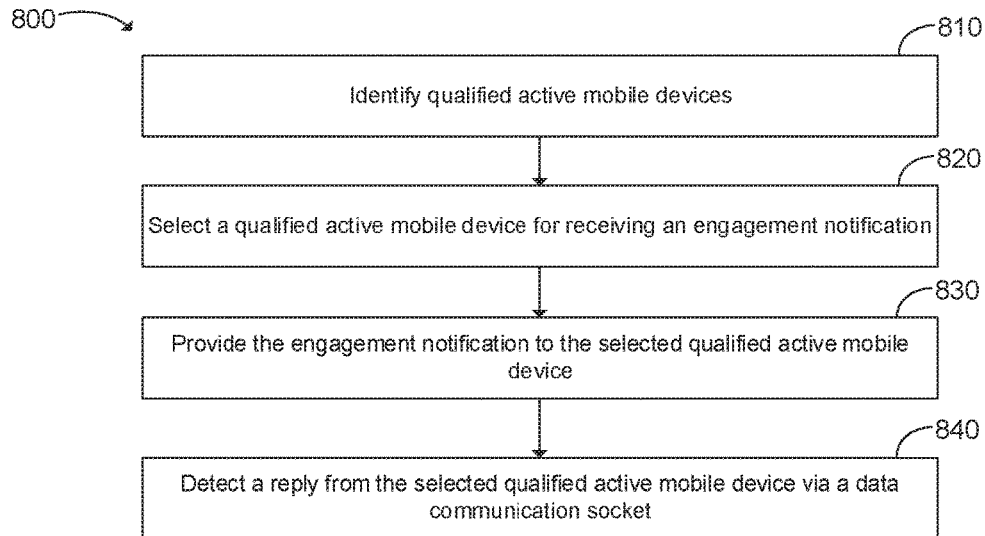 800
810
Identify qualified active mobile devices
820
Select a qualified active mobile device for receiving an engagement notification
830
Provide the engagement notification to the selected qualified active mobile
device
840
Detect a reply from the selected qualified active mobile device via a data
communication socket